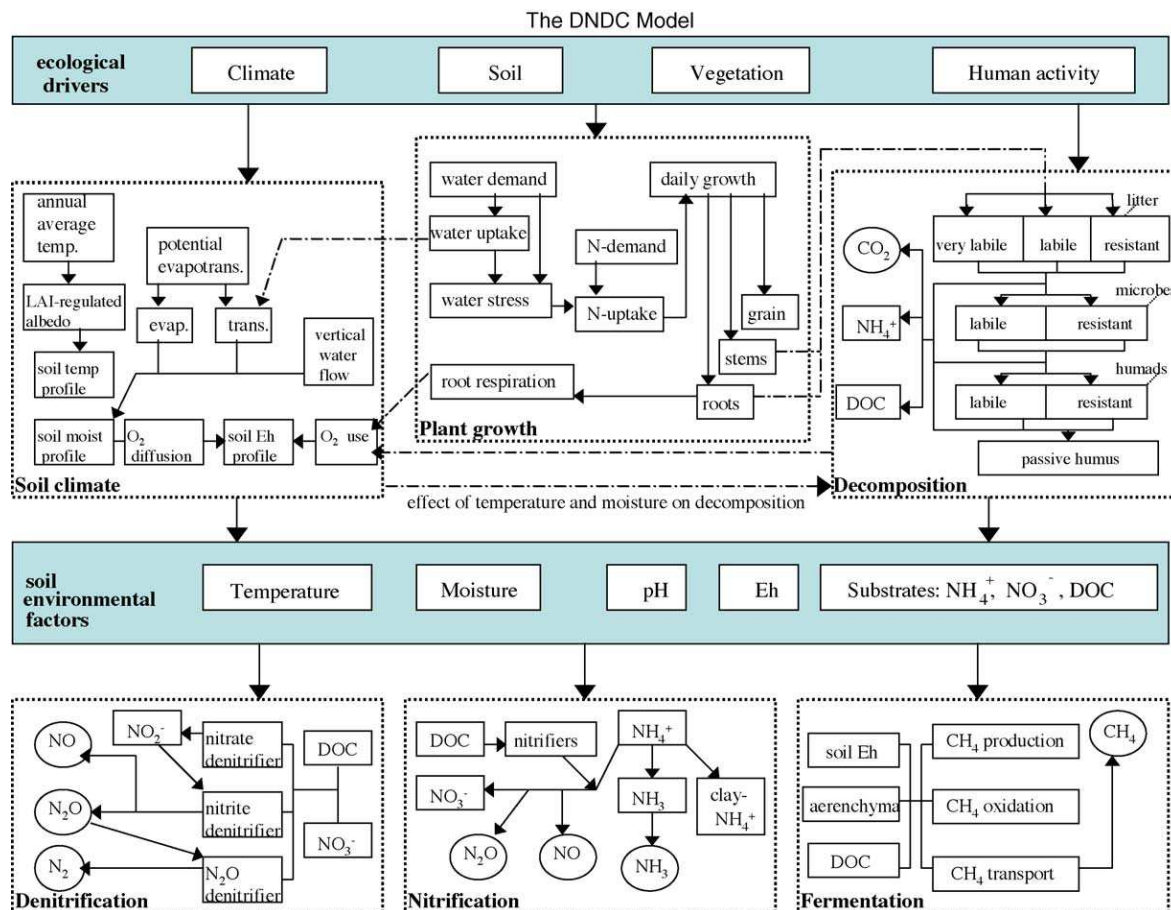 The DNDC Model
ecological
drivers
Climate
Soil
Vegetation
Human activity
annual
average
temp.
potential
evapotrans.
LAI-regulated
albedo
evap.
trans.
vertical
water
flow
soil temp
profile
soil moist
profile
O₂
diffusion
soil Eh
profile
O₂ use
Soil climate
water demand
daily growth
water uptake
N-demand
water stress
N-uptake
grain
stems
root respiration
roots
Plant growth
litter
CO₂
very labile
labile
resistant
microbes
NH₄⁺
labile
resistant
humads
DOC
labile
resistant
passive humus
Decomposition
effect of temperature and moisture on decomposition
soil
environmental
factors
Temperature
Moisture
pH
Eh
Substrates: NH₄⁺, NO₃⁻, DOC
NO
NO₂⁻
nitrate
denitrifier
DOC
N₂O
nitrite
denitrifier
NO₃⁻
N₂
N₂O
denitrifier
Denitrification
DOC
nitrifiers
NH₄⁺
NO₃⁻
NH₃
clay-
NH₄⁺
N₂O
NO
NH₃
Nitrification
soil Eh
CH₄ production
CH₄
aerenchyma
CH₄ oxidation
DOC
CH₄ transport
Fermentation